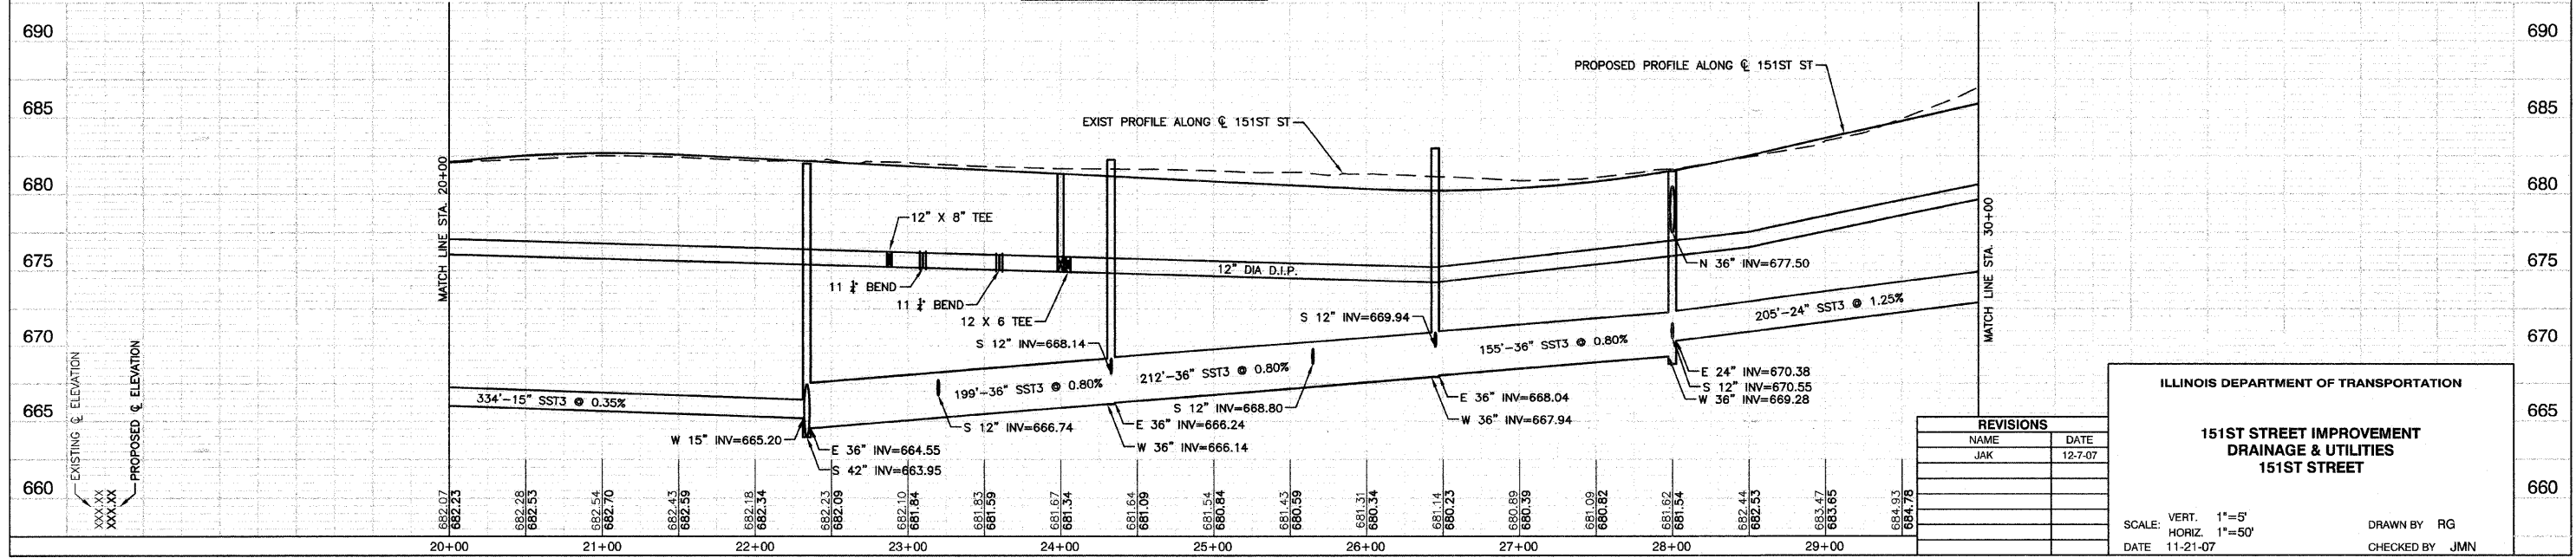 690
690
PROPOSED PROFILE ALONG ℄ 151ST ST
685
685
EXIST PROFILE ALONG ℄ 151ST ST
MATCH LINE STA. 20+00
680
680
12" X 8" TEE
675
675
12" DIA D.I.P.
N 36" INV=677.50
11 ¼° BEND
11 ¼° BEND
12 X 6 TEE
S 12" INV=669.94
205'-24" SST3 @ 1.25%
MATCH LINE STA. 30+00
670
670
S 12" INV=668.14
155'-36" SST3 @ 0.80%
EXISTING ℄ ELEVATION
PROPOSED ℄ ELEVATION
212'-36" SST3 @ 0.80%
199'-36" SST3 @ 0.80%
E 24" INV=670.38
S 12" INV=670.55
W 36" INV=669.28
334'-15" SST3 @ 0.35%
E 36" INV=668.04
S 12" INV=668.80
W 36" INV=667.94
665
665
S 12" INV=666.74
E 36" INV=666.24
W 36" INV=666.14
W 15" INV=665.20
E 36" INV=664.55
S 42" INV=663.95
660
660
XXX.XX
XXX.XX
682.07
682.23
682.28
682.53
682.54
682.70
682.43
682.59
682.18
682.34
682.23
682.09
682.10
681.84
681.83
681.59
681.67
681.34
681.64
681.09
681.54
680.84
681.43
680.59
681.31
680.34
681.14
680.23
680.89
680.39
681.09
680.82
681.62
681.54
682.44
682.53
683.47
683.65
684.93
684.78
20+00
21+00
22+00
23+00
24+00
25+00
26+00
27+00
28+00
29+00
REVISIONS
NAME DATE
JAK 12-7-07
ILLINOIS DEPARTMENT OF TRANSPORTATION
151ST STREET IMPROVEMENT
DRAINAGE & UTILITIES
151ST STREET
SCALE: VERT. 1"=5'
HORIZ. 1"=50'
DATE 11-21-07
DRAWN BY RG
CHECKED BY JMN